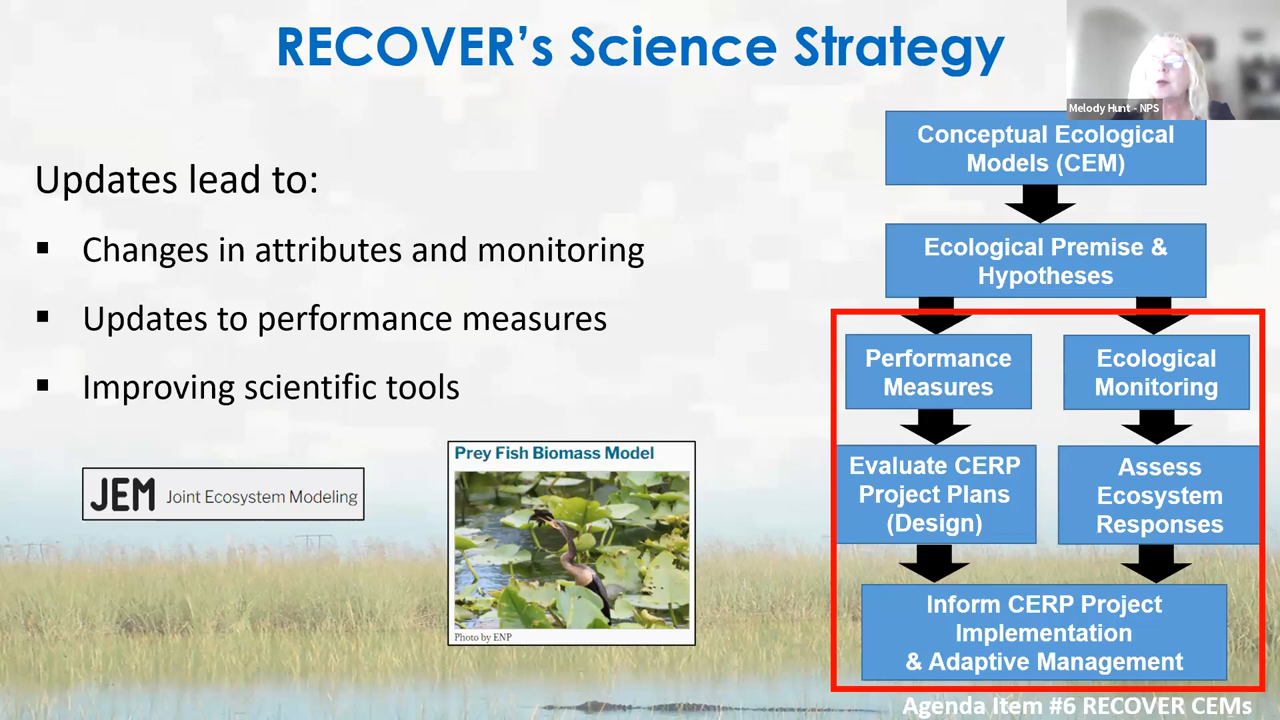 RECOVER's Science Strategy
Melody Hunt - NPS
Updates lead to:
▪ Changes in attributes and monitoring
▪ Updates to performance measures
▪ Improving scientific tools
JEM Joint Ecosystem Modeling
Prey Fish Biomass Model
Photo by ENP
Conceptual Ecological
Models (CEM)
Ecological Premise &
Hypotheses
Performance
Measures
Ecological
Monitoring
Evaluate CERP
Project Plans
(Design)
Assess
Ecosystem
Responses
Inform CERP Project
Implementation
& Adaptive Management
Agenda Item #6 RECOVER CEMs